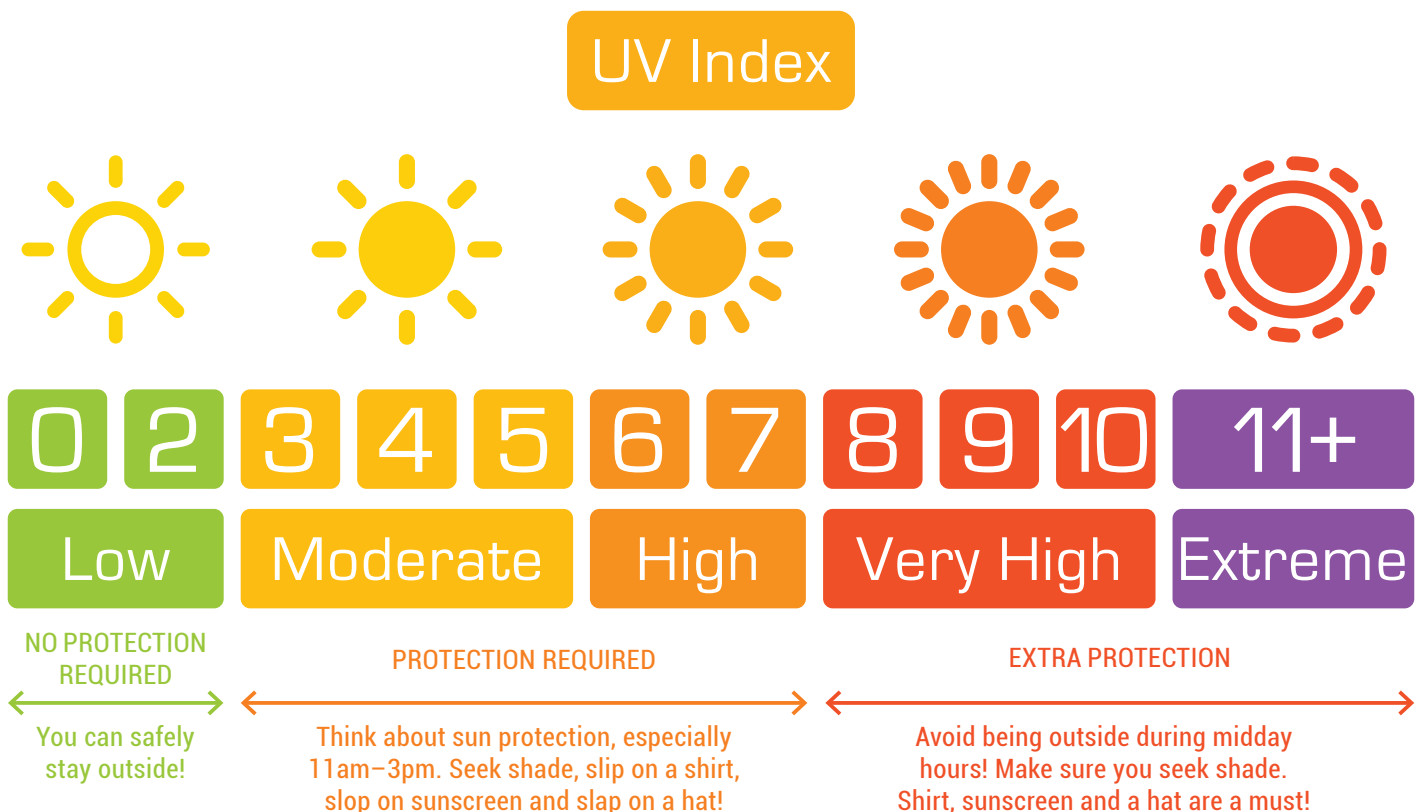 UV Index
0 2 3 4 5 6 7 8 9 10 11+
Low Moderate High Very High Extreme
NO PROTECTION
REQUIRED
You can safely
stay outside!
PROTECTION REQUIRED
Think about sun protection, especially
11am–3pm. Seek shade, slip on a shirt,
slop on sunscreen and slap on a hat!
EXTRA PROTECTION
Avoid being outside during midday
hours! Make sure you seek shade.
Shirt, sunscreen and a hat are a must!